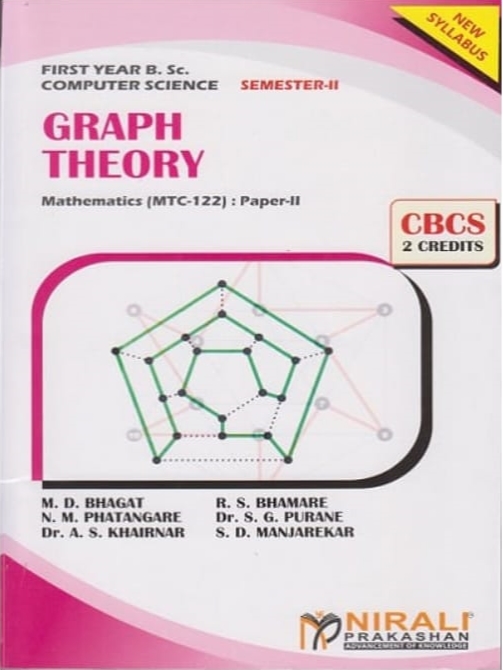 NEW
SYLLABUS
FIRST YEAR B. Sc.
COMPUTER SCIENCE SEMESTER-II
GRAPH
THEORY
Mathematics (MTC-122) : Paper-II
CBCS
2 CREDITS
M. D. BHAGAT R. S. BHAMARE
N. M. PHATANGARE Dr. S. G. PURANE
Dr. A. S. KHAIRNAR S. D. MANJAREKAR
NIRALI
PRAKASHAN
ADVANCEMENT OF KNOWLEDGE